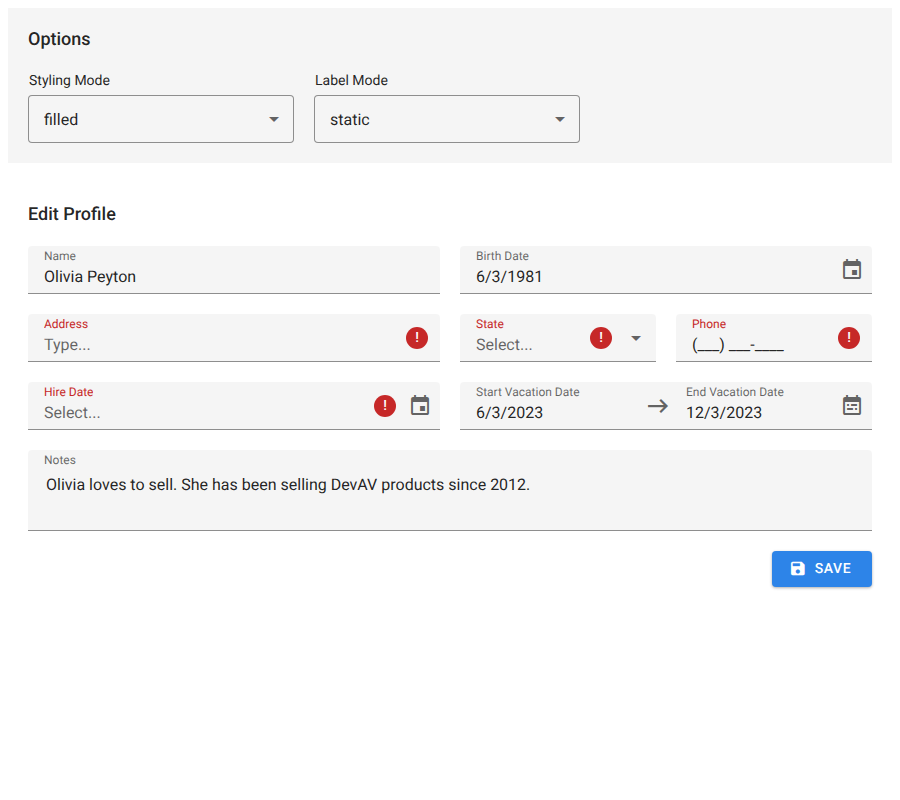 Options
Styling Mode
Label Mode
filled
static
Edit Profile
Name
Olivia Peyton
Birth Date
6/3/1981
Address
Type...
!
State
Select...
!
Phone
(___) ___-____
!
Hire Date
Select...
!
Start Vacation Date
6/3/2023
End Vacation Date
12/3/2023
Notes
Olivia loves to sell. She has been selling DevAV products since 2012.
SAVE